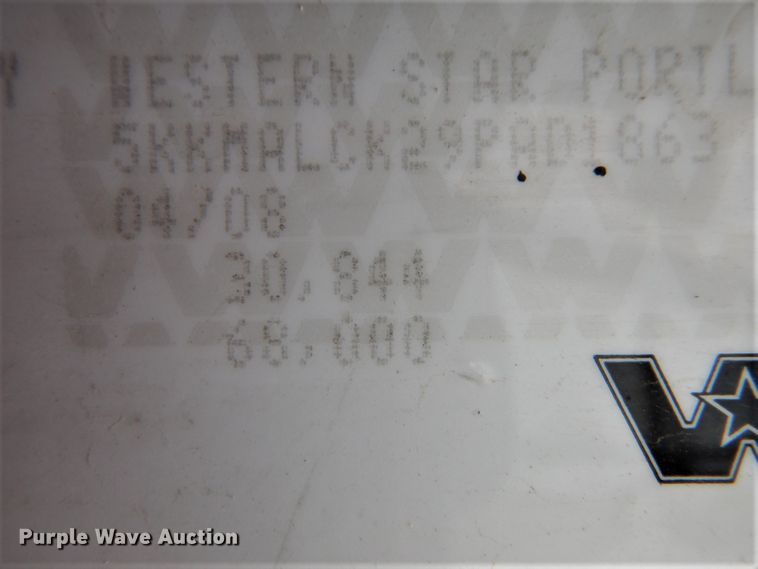 Y WESTERN STAR PORTL
5KKMALCK29PAD1863
04/08
30,844
68,000
W
Purple Wave Auction